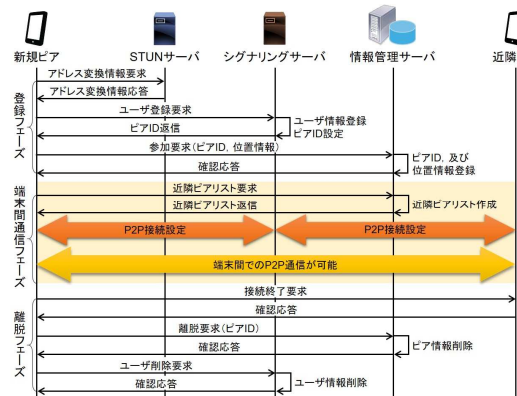 新規ピア
STUNサーバ
シグナリングサーバ
情報管理サーバ
近隣
登録フェーズ
アドレス変換情報要求
アドレス変換情報応答
ユーザ登録要求
ユーザ情報登録
ピアID返信
ピアID設定
参加要求(ピアID, 位置情報)
ピアID, 及び
位置情報登録
確認応答
端末間通信フェーズ
近隣ピアリスト要求
近隣ピアリスト返信
近隣ピアリスト作成
P2P接続設定
P2P接続設定
端末間でのP2P通信が可能
離脱フェーズ
接続終了要求
確認応答
離脱要求(ピアID)
確認応答
ピア情報削除
ユーザ削除要求
確認応答
ユーザ情報削除